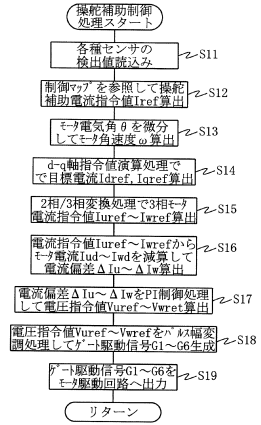 操舵補助制御
処理スタート
各種センサの
検出値読込み
S11
制御マップを参照して操舵
補助電流指令値Iref算出
S12
モータ電気角θを微分
してモータ角速度ω算出
S13
d-q軸指令値演算処理で
で目標電流Idref,Iqref算出
S14
2相/3相変換処理で3相モータ
電流指令値Iuref～Iwref算出
S15
電流指令値Iuref～Iwrefから
モータ電流Iud～Iwdを減算して
電流偏差ΔIu～ΔIw算出
S16
電流偏差ΔIu～ΔIwをPI制御処理
して電圧指令値Vuref～Vwret算出
S17
電圧指令値Vuref～Vwrefをパルス幅変
調処理してゲート駆動信号G1～G6生成
S18
ゲート駆動信号G1～G6を
モータ駆動回路へ出力
S19
リターン